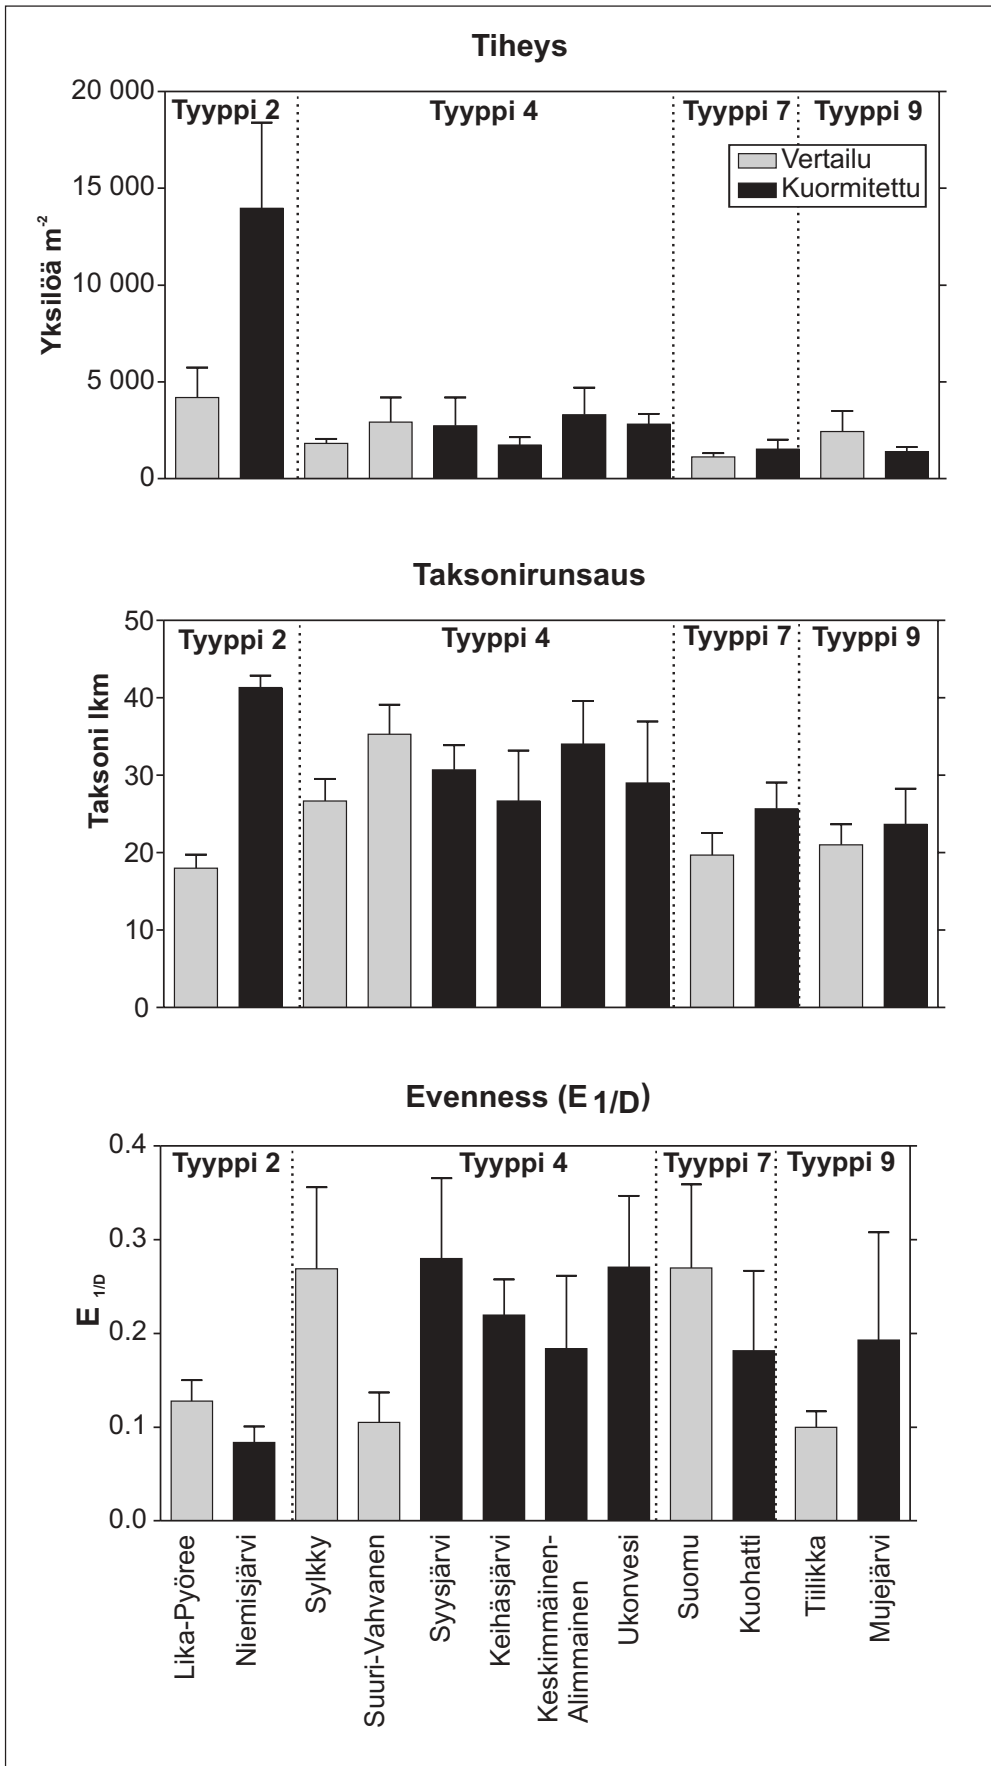 Tiheys
20 000
15 000
10 000
5 000
0
Yksilöä m-2
Tyyppi 2
Tyyppi 4
Tyyppi 7
Tyyppi 9
Vertailu
Kuormitettu
Taksonirunsaus
50
40
30
20
10
0
Taksoni lkm
Tyyppi 2
Tyyppi 4
Tyyppi 7
Tyyppi 9
Evenness (E 1/D)
0.4
0.3
0.2
0.1
0.0
E 1/D
Tyyppi 2
Tyyppi 4
Tyyppi 7
Tyyppi 9
Lika-Pyöree
Niemisjärvi
Sylkky
Suuri-Vahvanen
Syysjärvi
Keihäsjärvi
Keskimmäinen-
Alimmainen
Ukonvesi
Suomu
Kuohatti
Tiilikka
Mujejärvi